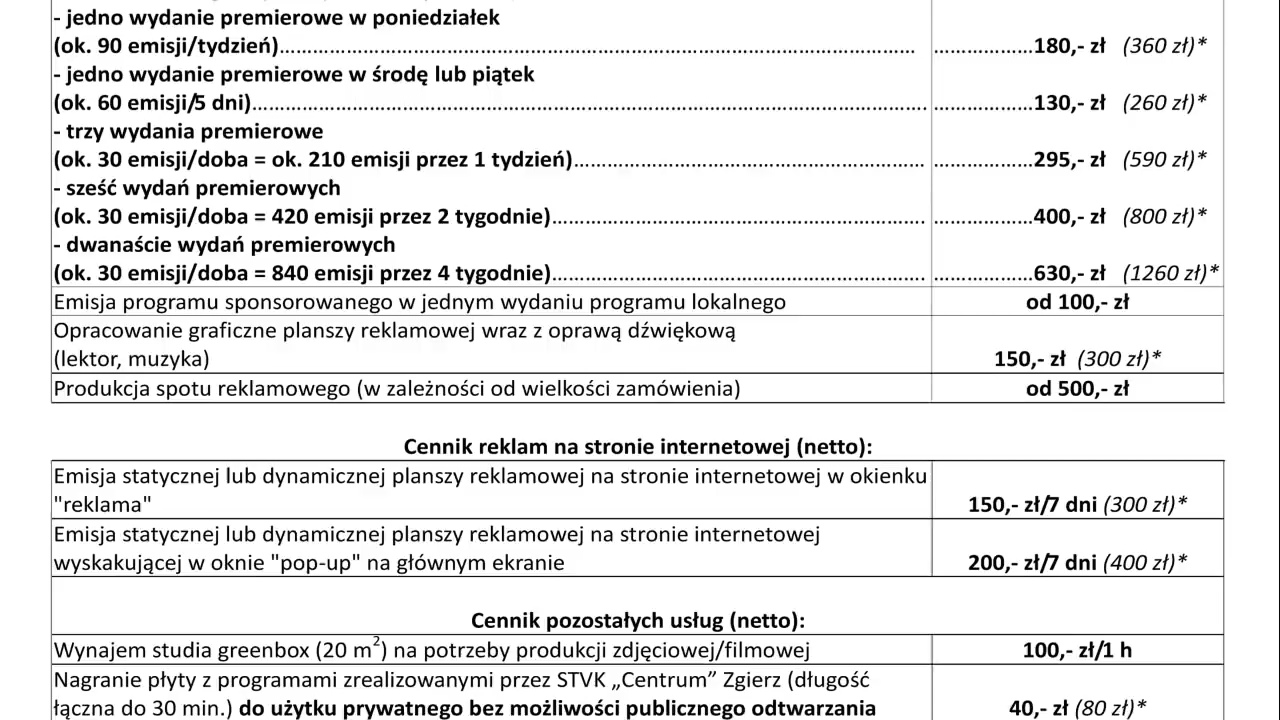 - jedno wydanie premierowe w poniedziałek
(ok. 90 emisji/tydzień)........................................................................................................... ..................180,- zł (360 zł)*
- jedno wydanie premierowe w środę lub piątek
(ok. 60 emisji/5 dni)................................................................................................................ ..................130,- zł (260 zł)*
- trzy wydania premierowe
(ok. 30 emisji/doba = ok. 210 emisji przez 1 tydzień).............................................................. ..................295,- zł (590 zł)*
- sześć wydań premierowych
(ok. 30 emisji/doba = 420 emisji przez 2 tygodnie).................................................................. ..................400,- zł (800 zł)*
- dwanaście wydań premierowych
(ok. 30 emisji/doba = 840 emisji przez 4 tygodnie).................................................................. ..................630,- zł (1260 zł)*
Emisja programu sponsorowanego w jednym wydaniu programu lokalnego od 100,- zł
Opracowanie graficzne planszy reklamowej wraz z oprawą dźwiękową
(lektor, muzyka) 150,- zł (300 zł)*
Produkcja spotu reklamowego (w zależności od wielkości zamówienia) od 500,- zł
Cennik reklam na stronie internetowej (netto):
Emisja statycznej lub dynamicznej planszy reklamowej na stronie internetowej w okienku
"reklama" 150,- zł/7 dni (300 zł)*
Emisja statycznej lub dynamicznej planszy reklamowej na stronie internetowej
wyskakującej w oknie "pop-up" na głównym ekranie 200,- zł/7 dni (400 zł)*
Cennik pozostałych usług (netto):
Wynajem studia greenbox (20 m²) na potrzeby produkcji zdjęciowej/filmowej 100,- zł/1 h
Nagranie płyty z programami zrealizowanymi przez STVK „Centrum” Zgierz (długość
łączna do 30 min.) do użytku prywatnego bez możliwości publicznego odtwarzania 40,- zł (80 zł)*